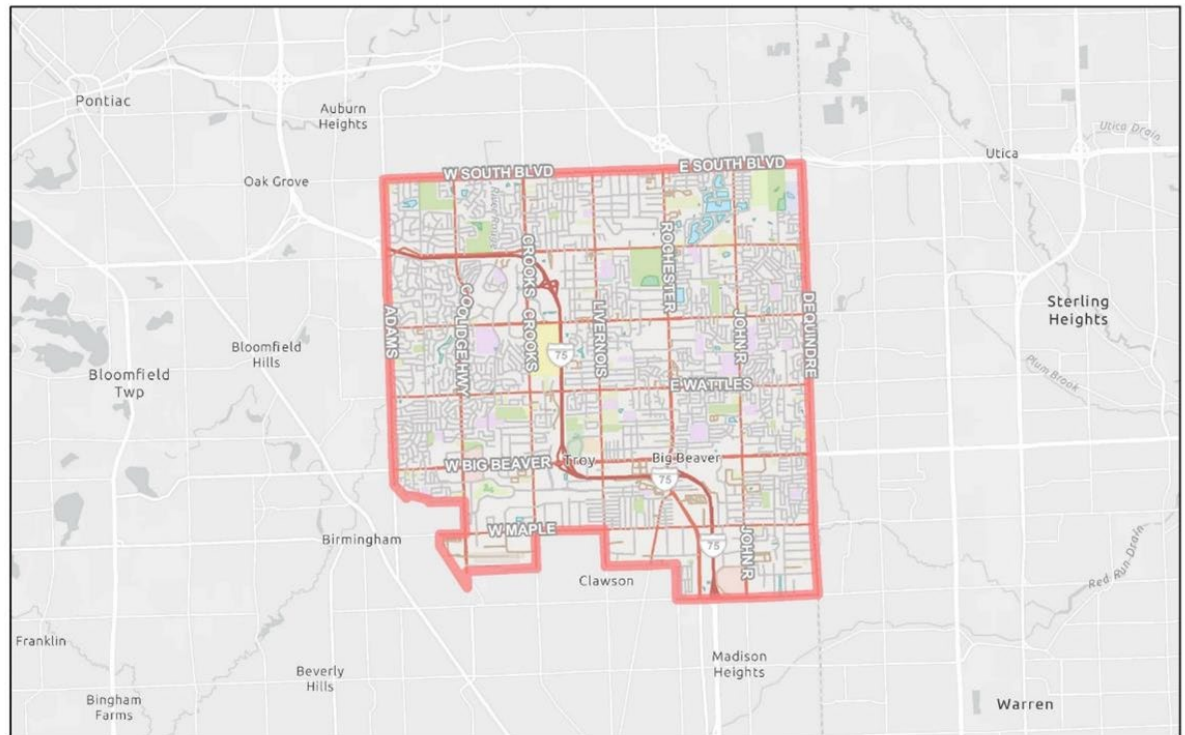 Pontiac
Auburn
Heights
Utica Drain
Utica
W SOUTH BLVD
E SOUTH BLVD
Oak Grove
ROCHESTER
CROOKS
COOLIDGE HWY
LIVERNOIS
DEQUINDRE
Sterling
Heights
ADAMS
CROOKS
JOHN R
Bloomfield
Hills
75
Plum Brook
Bloomfield
Twp
E WATTLES
W BIG BEAVER
Troy
Big Beaver
75
W MAPLE
Birmingham
75
JOHN R
Clawson
Red Run Drain
Franklin
Beverly
Hills
Madison
Heights
Bingham
Farms
Warren